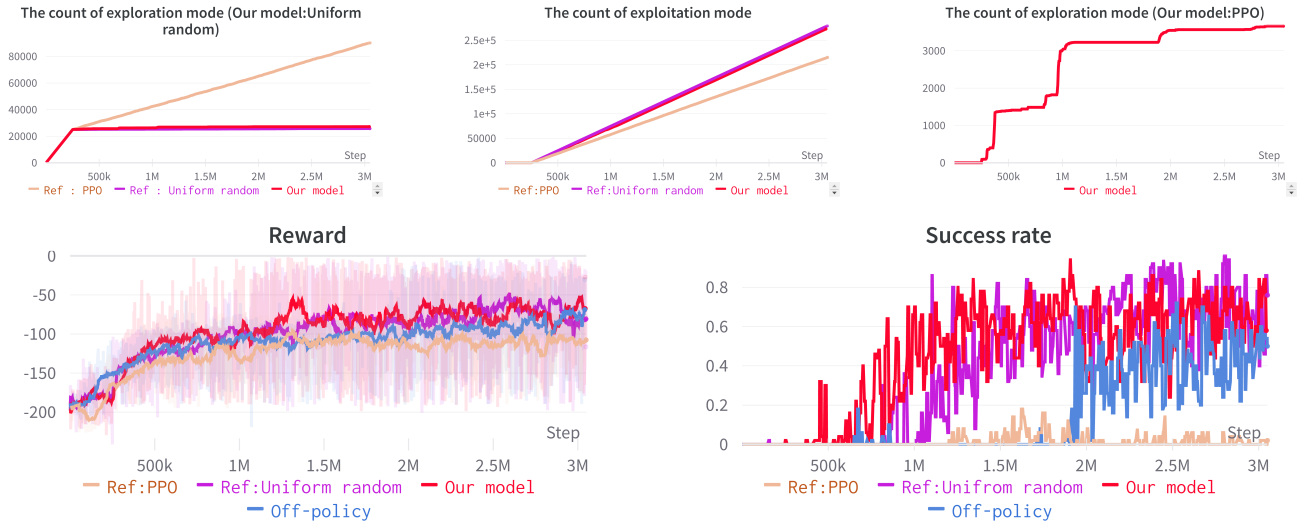 The count of exploration mode (Our model:Uniform
random)
80000
60000
40000
20000
0
500k 1M 1.5M 2M 2.5M 3M
Step
Ref : PPO Ref : Uniform random Our model
The count of exploitation mode
2.5e+5
2e+5
1.5e+5
1e+5
50000
0
500k 1M 1.5M 2M 2.5M 3M
Step
Ref:PPO Ref:Uniform random Our model
The count of exploration mode (Our model:PPO)
3000
2000
1000
0
500k 1M 1.5M 2M 2.5M 3M
Step
Our model
Reward
0
-50
-100
-150
-200
Step
500k 1M 1.5M 2M 2.5M 3M
Ref:PPO Ref:Uniform random Our model
Off-policy
Success rate
0.8
0.6
0.4
0.2
0
Step
500k 1M 1.5M 2M 2.5M 3M
Ref:PPO Ref:Unifrom random Our model
Off-policy